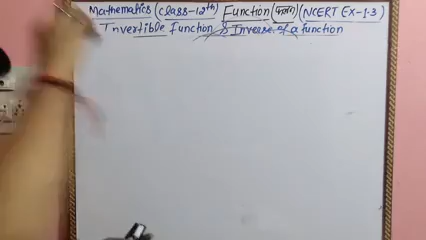 Mathematics (class-12th) Function (फलन) (NCERT EX-1.3)
Invertible Function & Inverse of a function